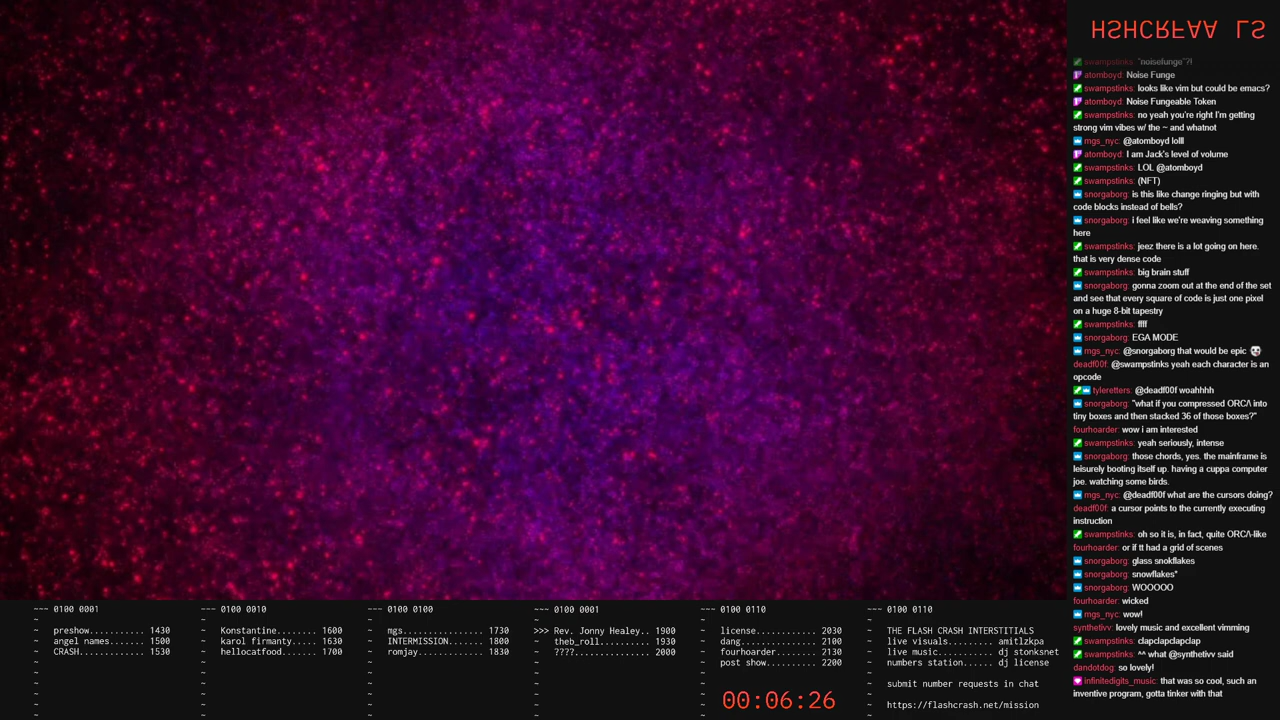 HSHCRFAA LS
swampstinks: "noisefunge"?!
atomboyd: Noise Funge
swampstinks: looks like vim but could be emacs?
atomboyd: Noise Fungeable Token
swampstinks: no yeah you're right I'm getting
strong vim vibes w/ the ~ and whatnot
mgs_nyc: @atomboyd lolll
atomboyd: I am Jack's level of volume
swampstinks: LOL @atomboyd
swampstinks: (NFT)
snorgaborg: is this like change ringing but with
code blocks instead of bells?
snorgaborg: i feel like we're weaving something
here
swampstinks: jeez there is a lot going on here.
that is very dense code
swampstinks: big brain stuff
snorgaborg: gonna zoom out at the end of the set
and see that every square of code is just one pixel
on a huge 8-bit tapestry
swampstinks: ffff
snorgaborg: EGA MODE
mgs_nyc: @snorgaborg that would be epic
deadf00f: @swampstinks yeah each character is an
opcode
tyleretters: @deadf00f woahhhh
snorgaborg: "what if you compressed ORC/\ into
tiny boxes and then stacked 36 of those boxes?"
fourhoarder: wow i am interested
swampstinks: yeah seriously, intense
snorgaborg: those chords, yes. the mainframe is
leisurely booting itself up. having a cuppa computer
joe. watching some birds.
mgs_nyc: @deadf00f what are the cursors doing?
deadf00f: a cursor points to the currently executing
instruction
swampstinks: oh so it is, in fact, quite ORC/\-like
fourhoarder: or if tt had a grid of scenes
snorgaborg: glass snokflakes
snorgaborg: snowflakes*
snorgaborg: WOOOOO
fourhoarder: wicked
mgs_nyc: wow!
synthetivv: lovely music and excellent vimming
swampstinks: clapclapclapclap
swampstinks: ^^ what @synthetivv said
dandotdog: so lovely!
infinitedigits_music: that was so cool, such an
inventive program, gotta tinker with that
~~~ 0100 0001
~
~ preshow.......... 1430
~ angel names...... 1500
~ CRASH............ 1530
~
~
~
~
~
~~~ 0100 0010
~
~ Konstantine...... 1600
~ karol firmanty... 1630
~ hellocatfood..... 1700
~
~
~
~
~
~~~ 0100 0100
~
~ mgs.............. 1730
~ INTERMISSION..... 1800
~ romjay........... 1830
~
~
~
~
~
~~~ 0100 0001
~
>>> Rev. Jonny Healey.. 1900
~ theb_roll........ 1930
~ ????............. 2000
~
~
~
~
~
~~~ 0100 0110
~
~ license.......... 2030
~ dang............. 2100
~ fourhoarder...... 2130
~ post show........ 2200
~
~
~
~
00:06:26
~~~ 0100 0110
~
~ THE FLASH CRASH INTERSTITIALS
~ live visuals...... amitlzkpa
~ live music..... dj stonksnet
~ numbers station.. dj license
~
~ submit number requests in chat
~
~ https://flashcrash.net/mission
~